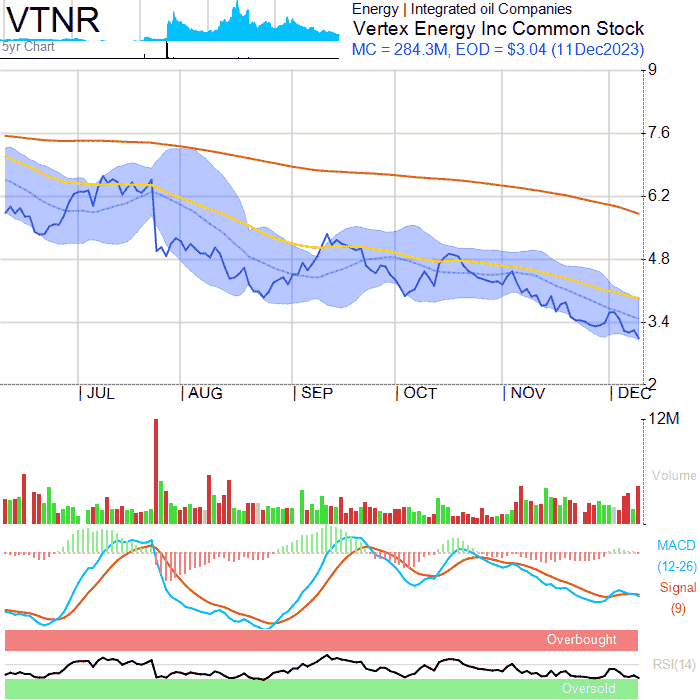 VTNR
5yr Chart
Energy | Integrated oil Companies
Vertex Energy Inc Common Stock
MC = 284.3M, EOD = $3.04 (11Dec2023)
9
7.6
6.2
4.8
3.4
2
| JUL | AUG | SEP | OCT | NOV | DEC
12M
Volume
MACD
(12-26)
Signal
(9)
Overbought
RSI(14)
Oversold